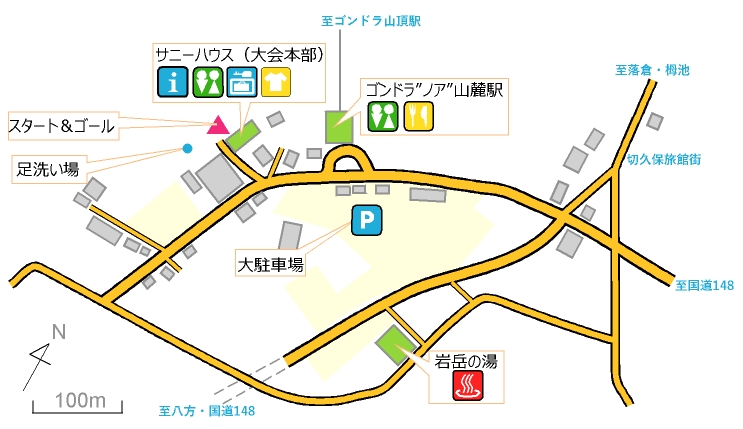 至ゴンドラ山頂駅
サニーハウス（大会本部）
i
至落倉・栂池
ゴンドラ”ノア”山麓駅
スタート＆ゴール
足洗い場
切久保旅館街
P
大駐車場
至国道148
N
岩岳の湯
100m
至八方・国道148